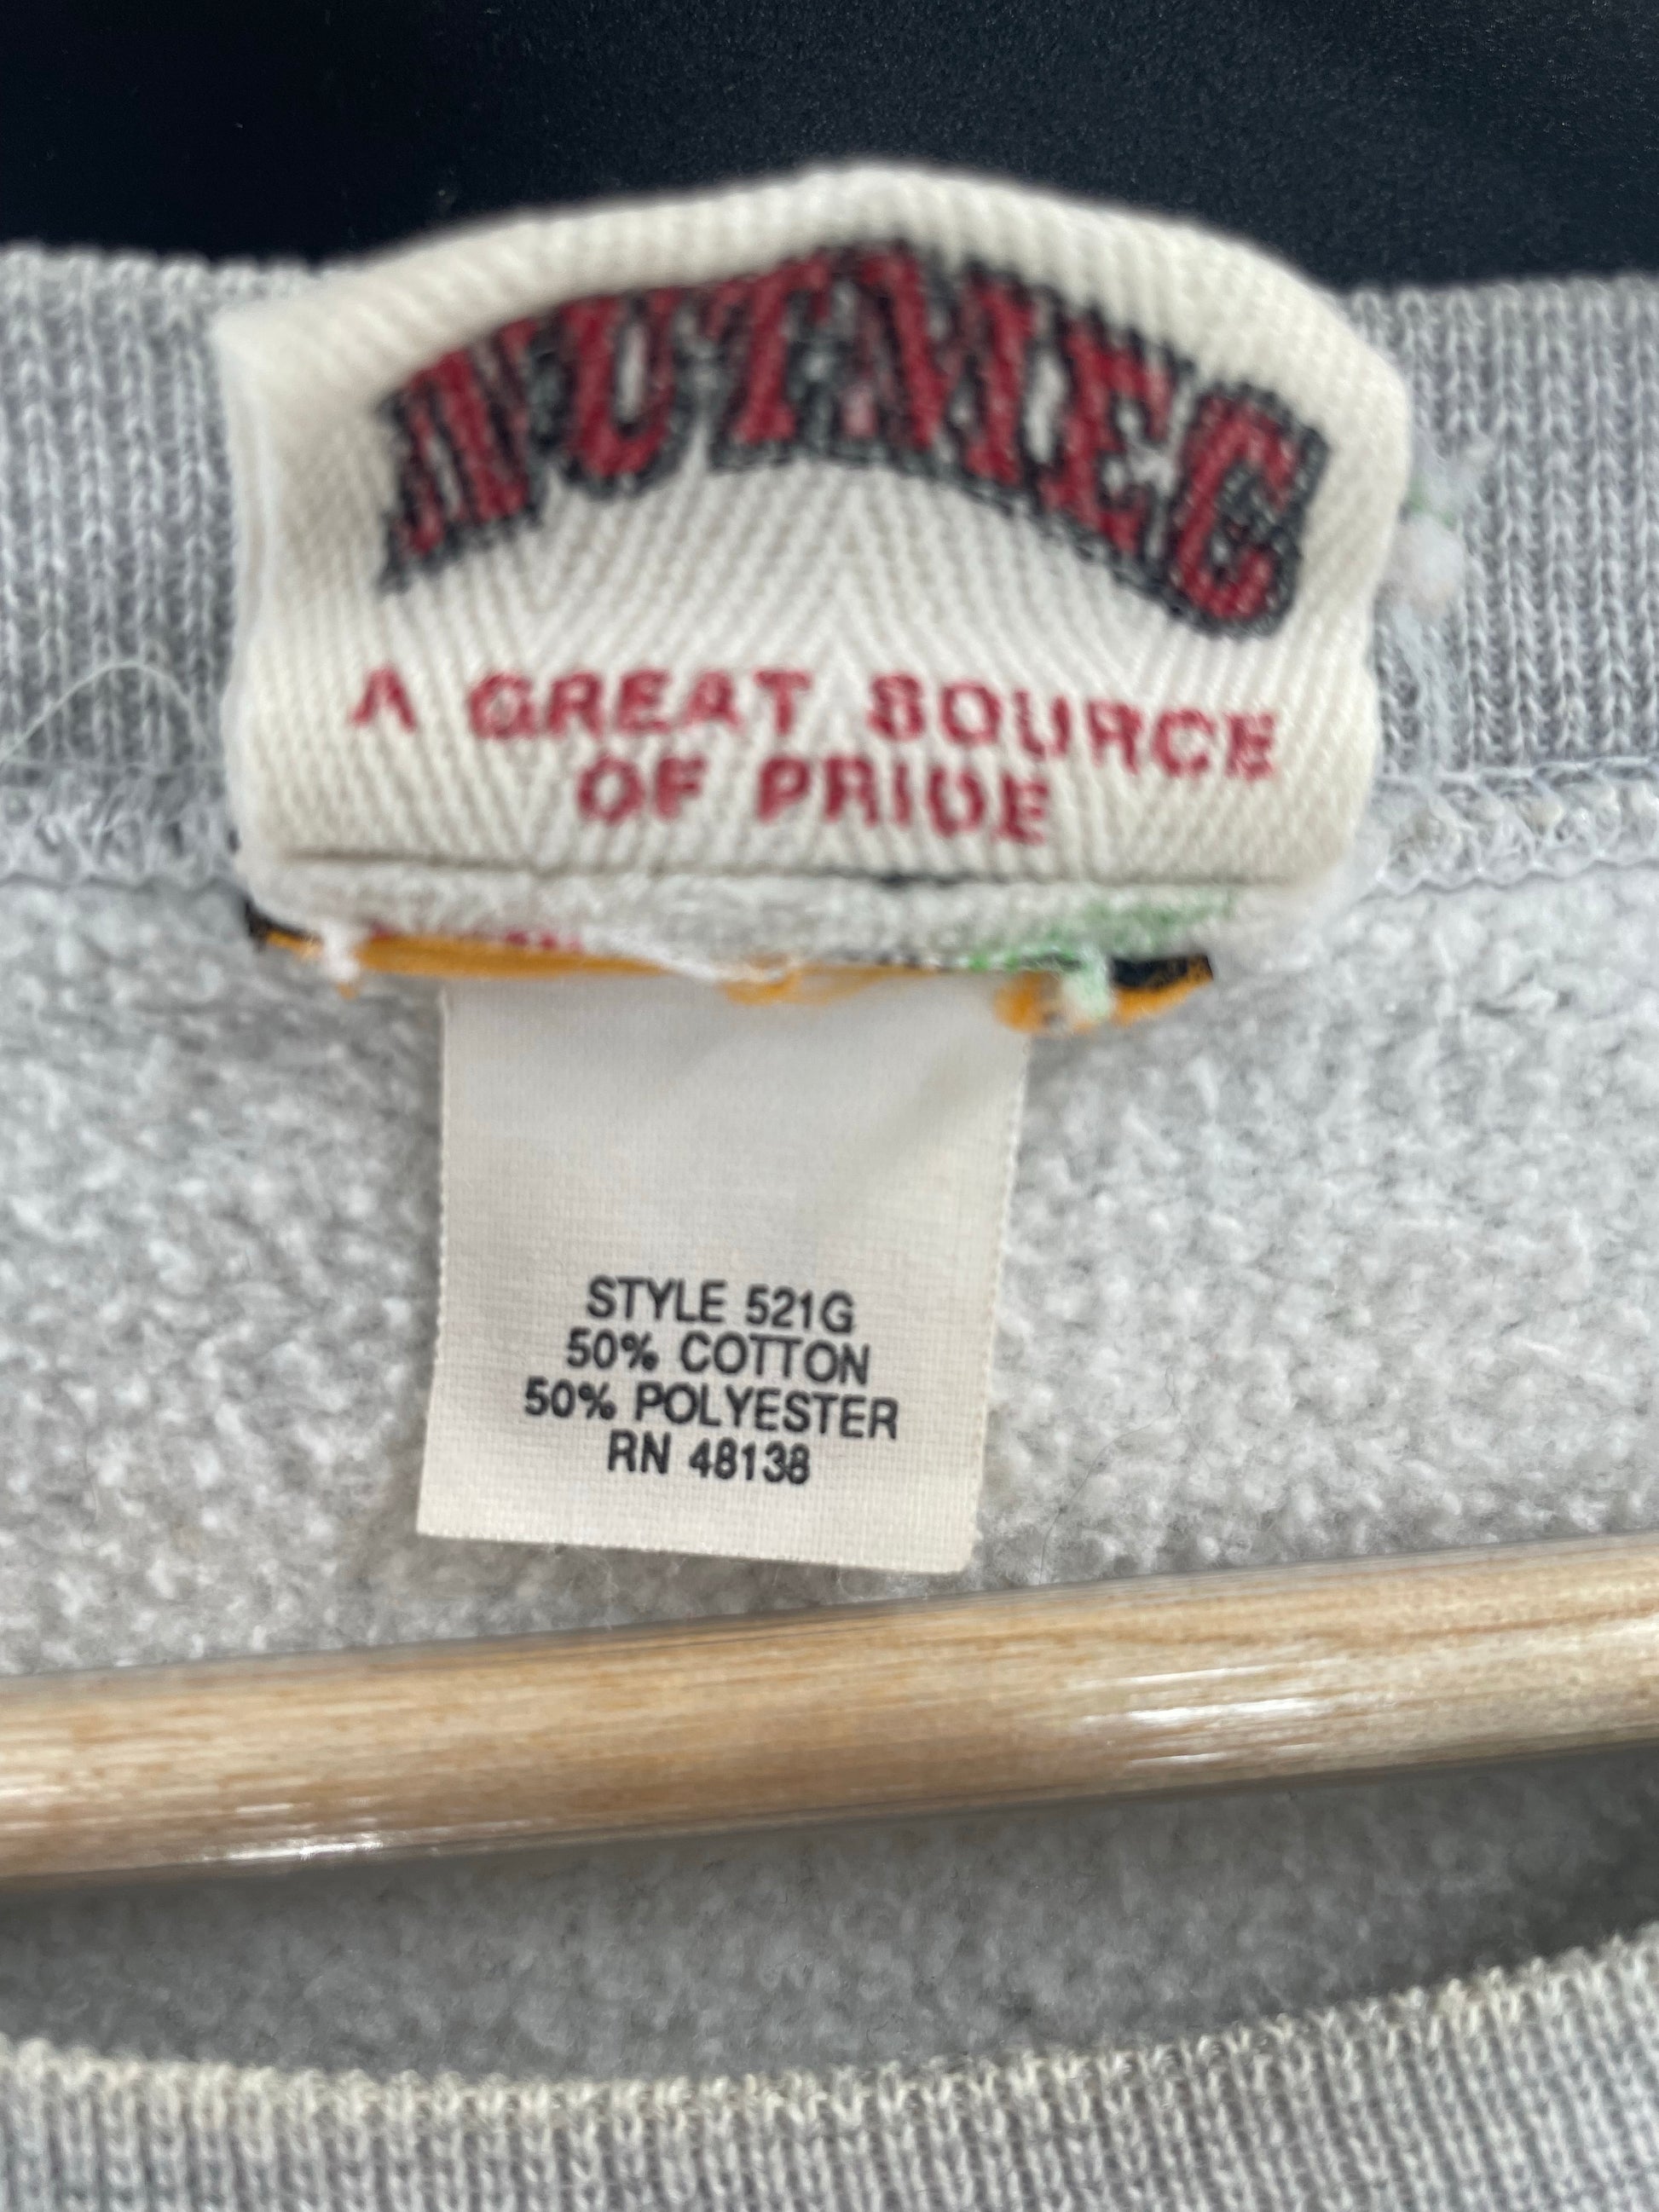 NUTMEG
A GREAT SOURCE
OF PRIDE
STYLE 521G
50% COTTON
50% POLYESTER
RN 48138